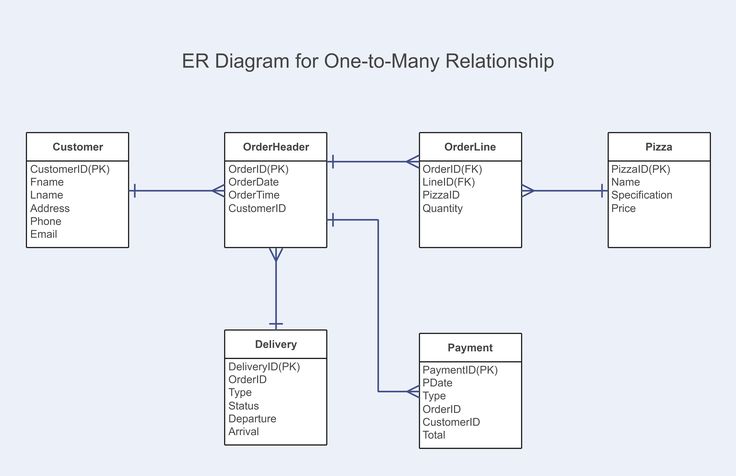 ER Diagram for One-to-Many Relationship
Customer
CustomerID(PK)
Fname
Lname
Address
Phone
Email
OrderHeader
OrderID(PK)
OrderDate
OrderTime
CustomerID
OrderLine
OrderID(FK)
LineID(FK)
PizzaID
Quantity
Pizza
PizzaID(PK)
Name
Specification
Price
Delivery
DeliveryID(PK)
OrderID
Type
Status
Departure
Arrival
Payment
PaymentID(PK)
PDate
Type
OrderID
CustomerID
Total